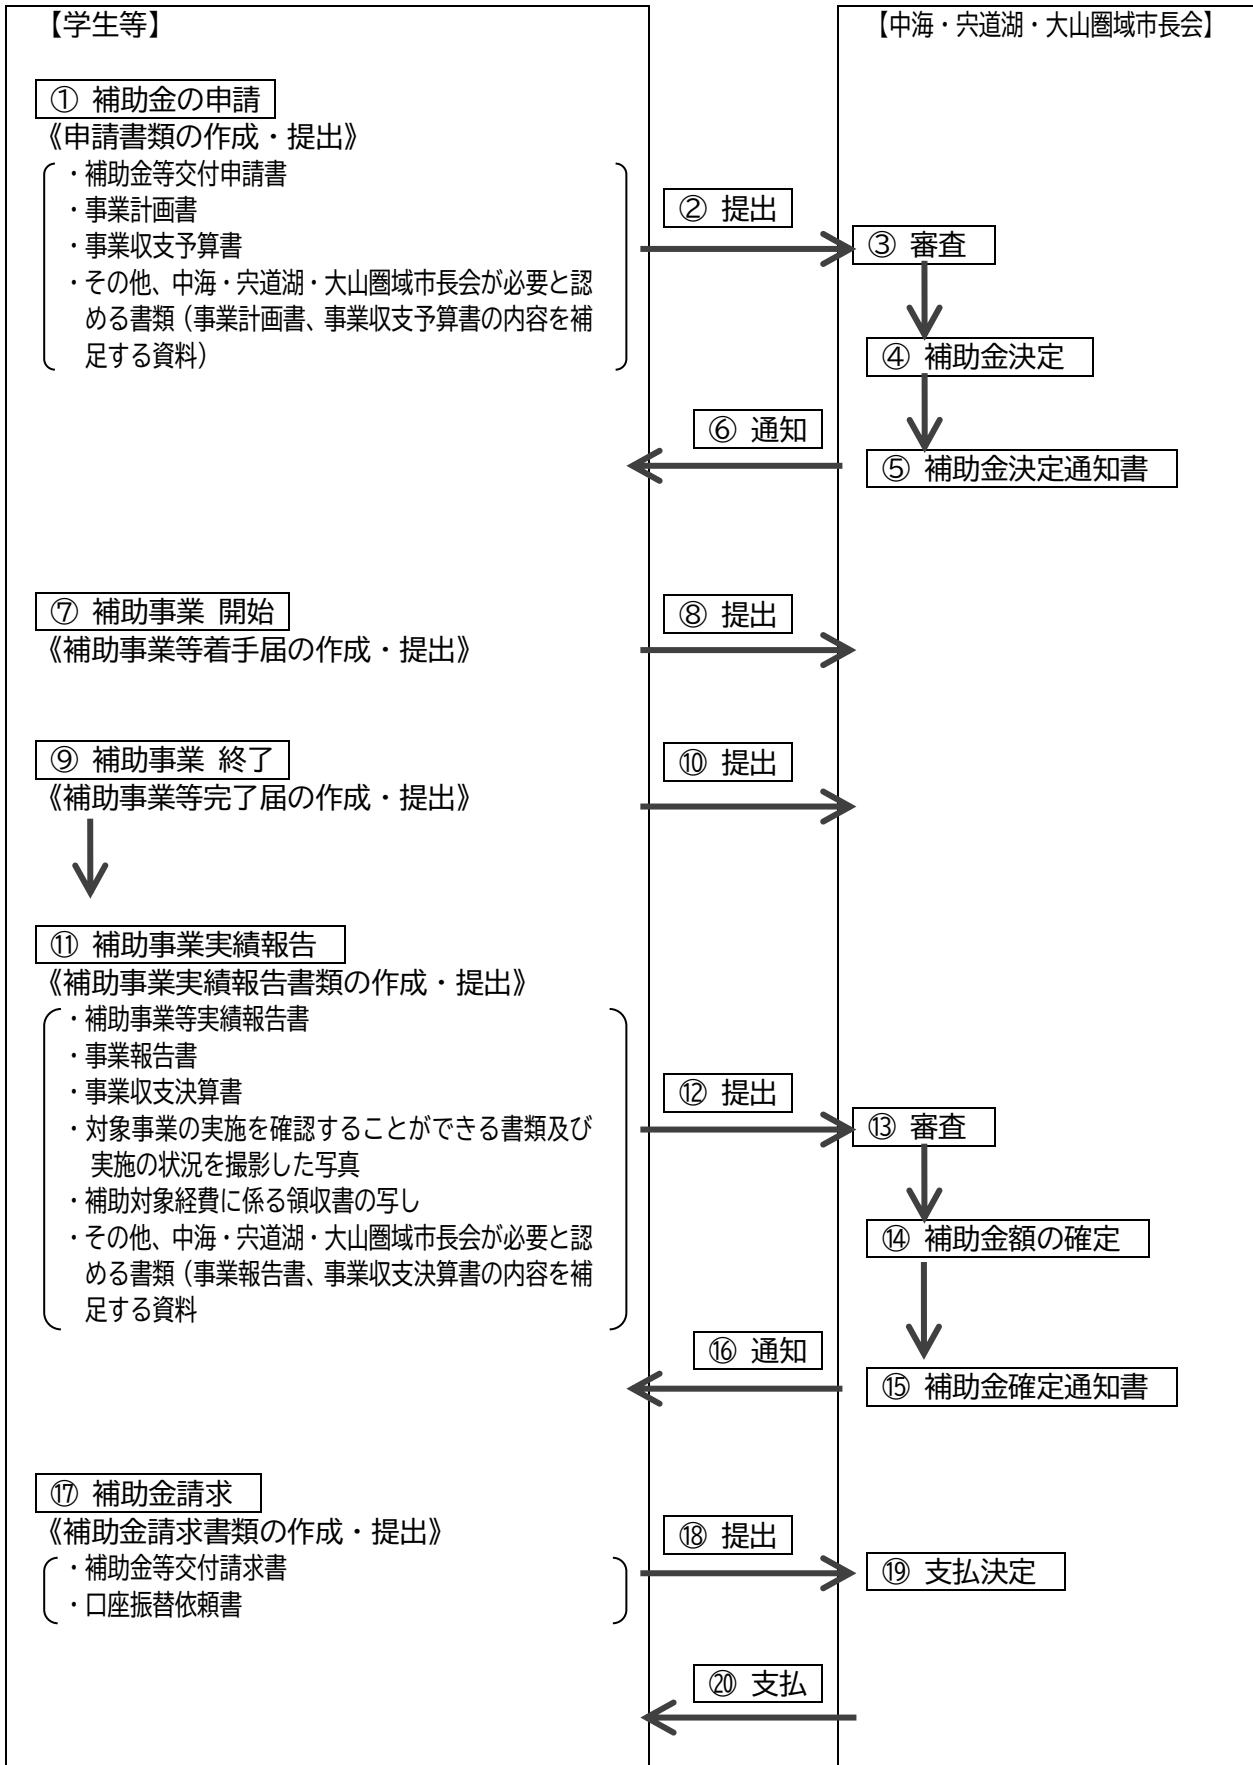 【学生等】
【中海・宍道湖・大山圏域市長会】
① 補助金の申請
《申請書類の作成・提出》
・補助金等交付申請書
・事業計画書
・事業収支予算書
・その他、中海・宍道湖・大山圏域市長会が必要と認
める書類（事業計画書、事業収支予算書の内容を補
足する資料）
② 提出
③ 審査
④ 補助金決定
⑥ 通知
⑤ 補助金決定通知書
⑦ 補助事業 開始
《補助事業等着手届の作成・提出》
⑧ 提出
⑨ 補助事業 終了
《補助事業等完了届の作成・提出》
⑩ 提出
⑪ 補助事業実績報告
《補助事業実績報告書類の作成・提出》
・補助事業等実績報告書
・事業報告書
・事業収支決算書
・対象事業の実施を確認することができる書類及び
実施の状況を撮影した写真
・補助対象経費に係る領収書の写し
・その他、中海・宍道湖・大山圏域市長会が必要と認
める書類（事業報告書、事業収支決算書の内容を補
足する資料
⑫ 提出
⑬ 審査
⑭ 補助金額の確定
⑯ 通知
⑮ 補助金確定通知書
⑰ 補助金請求
《補助金請求書類の作成・提出》
・補助金等交付請求書
・口座振替依頼書
⑱ 提出
⑲ 支払決定
⑳ 支払